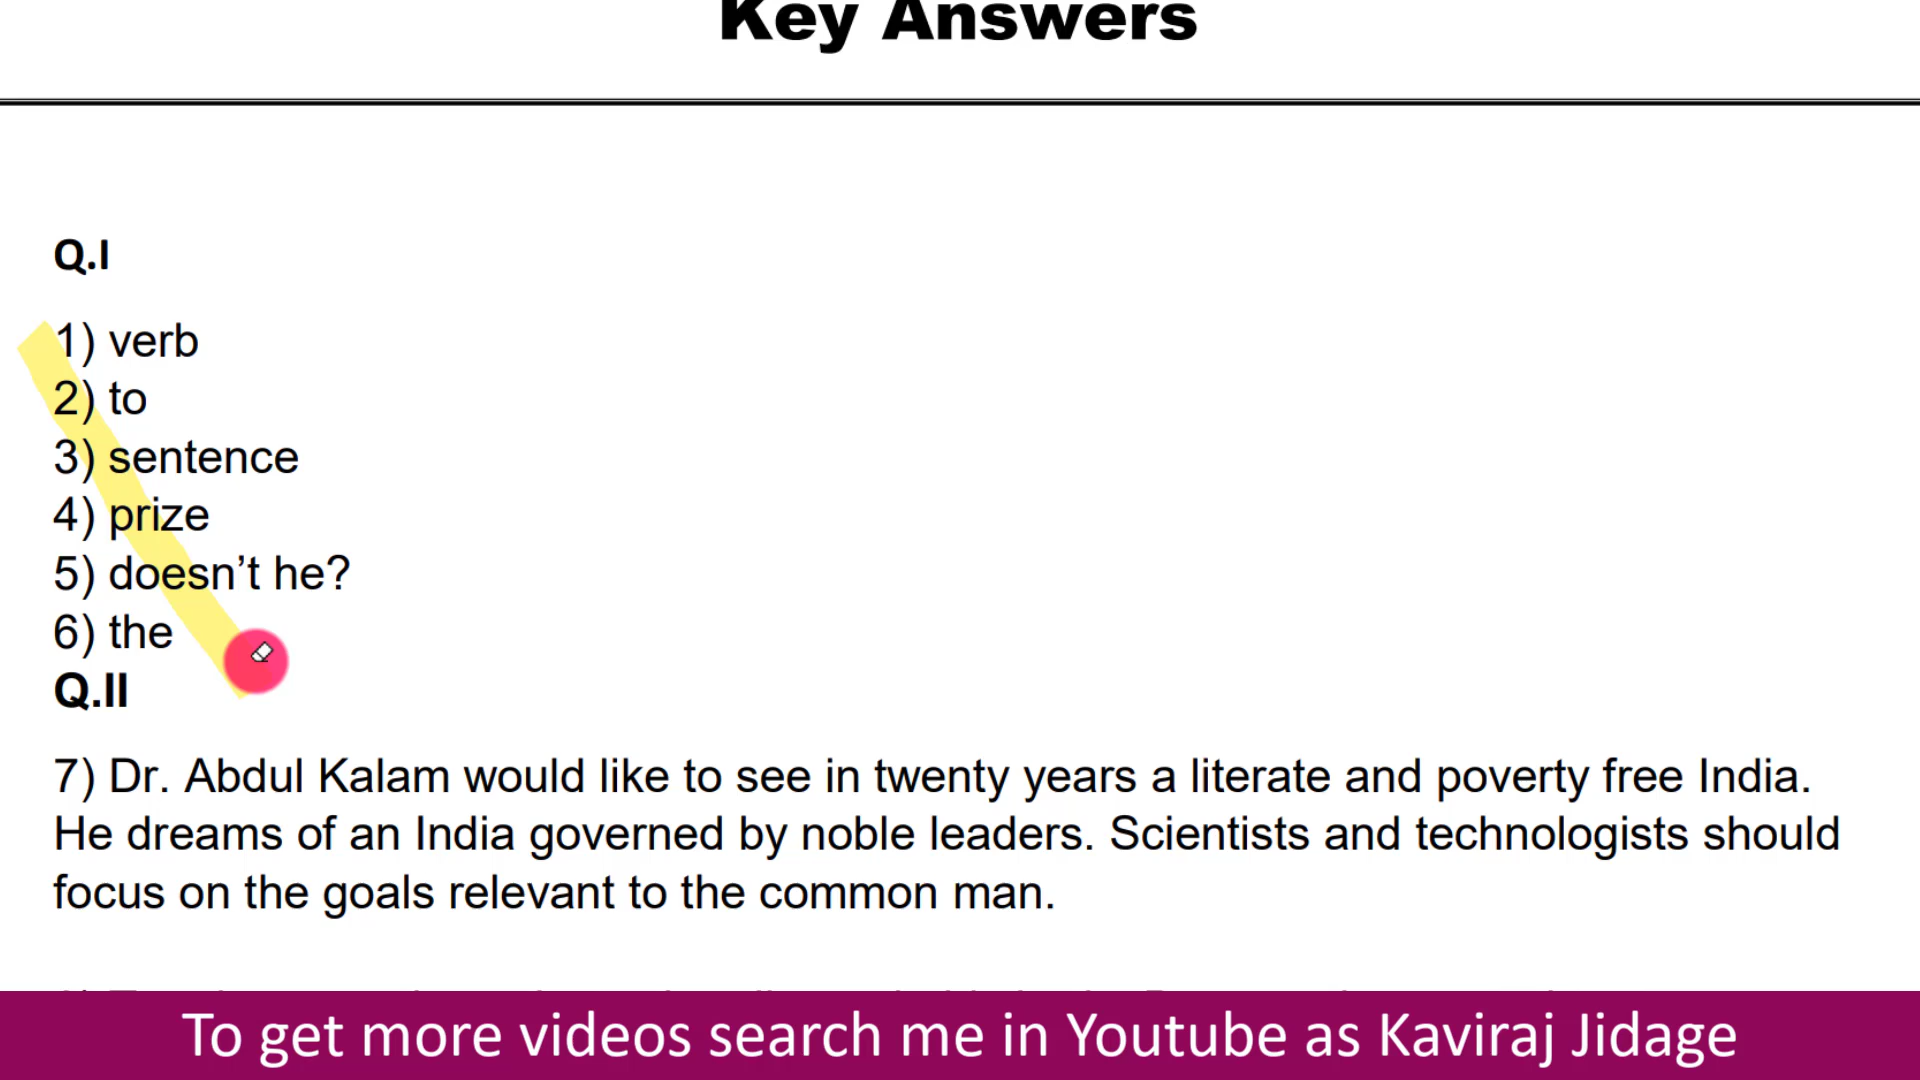 Key Answers
Q.I
1) verb
2) to
3) sentence
4) prize
5) doesn’t he?
6) the
Q.II
7) Dr. Abdul Kalam would like to see in twenty years a literate and poverty free India.
He dreams of an India governed by noble leaders. Scientists and technologists should
focus on the goals relevant to the common man.
To get more videos search me in Youtube as Kaviraj Jidage